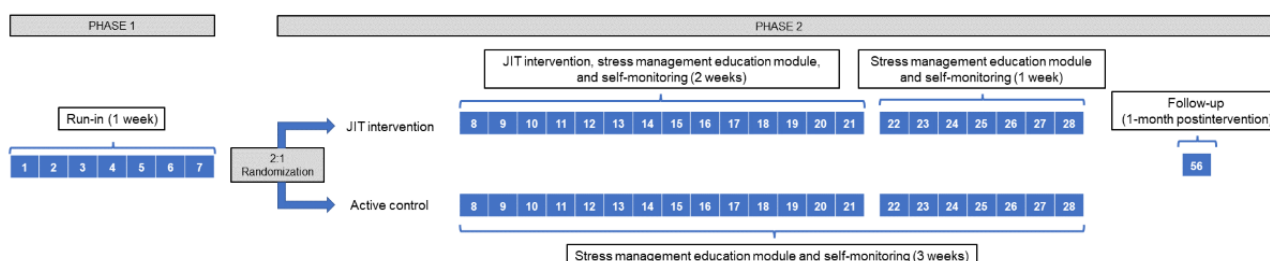 PHASE 1
PHASE 2
JIT intervention, stress management education module,
and self-monitoring (2 weeks)
Stress management education module
and self-monitoring (1 week)
Run-in (1 week)
Follow-up
(1-month postintervention)
JIT intervention
8 9 10 11 12 13 14 15 16 17 18 19 20 21 22 23 24 25 26 27 28
1 2 3 4 5 6 7
2:1
Randomization
56
Active control
8 9 10 11 12 13 14 15 16 17 18 19 20 21 22 23 24 25 26 27 28
Stress management education module and self-monitoring (3 weeks)